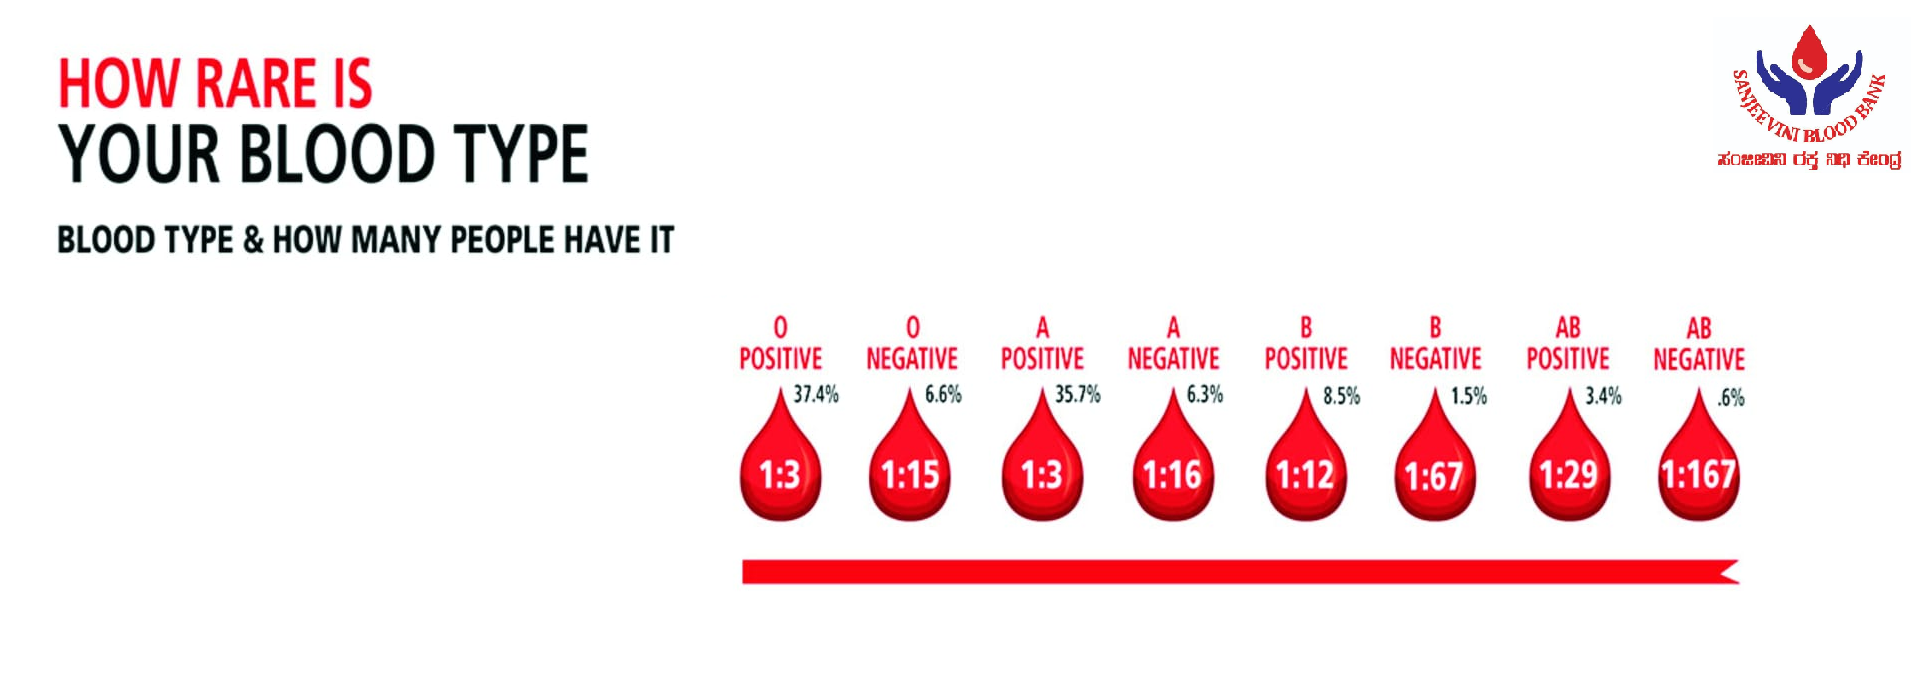 HOW RARE IS
YOUR BLOOD TYPE
BLOOD TYPE & HOW MANY PEOPLE HAVE IT
SANJEEVINI BLOOD BANK
ಸಂಜೀವಿನಿ ರಕ್ತ ನಿಧಿ ಕೇಂದ್ರ
O POSITIVE
37.4%
1:3
O NEGATIVE
6.6%
1:15
A POSITIVE
35.7%
1:3
A NEGATIVE
6.3%
1:16
B POSITIVE
8.5%
1:12
B NEGATIVE
1.5%
1:67
AB POSITIVE
3.4%
1:29
AB NEGATIVE
.6%
1:167